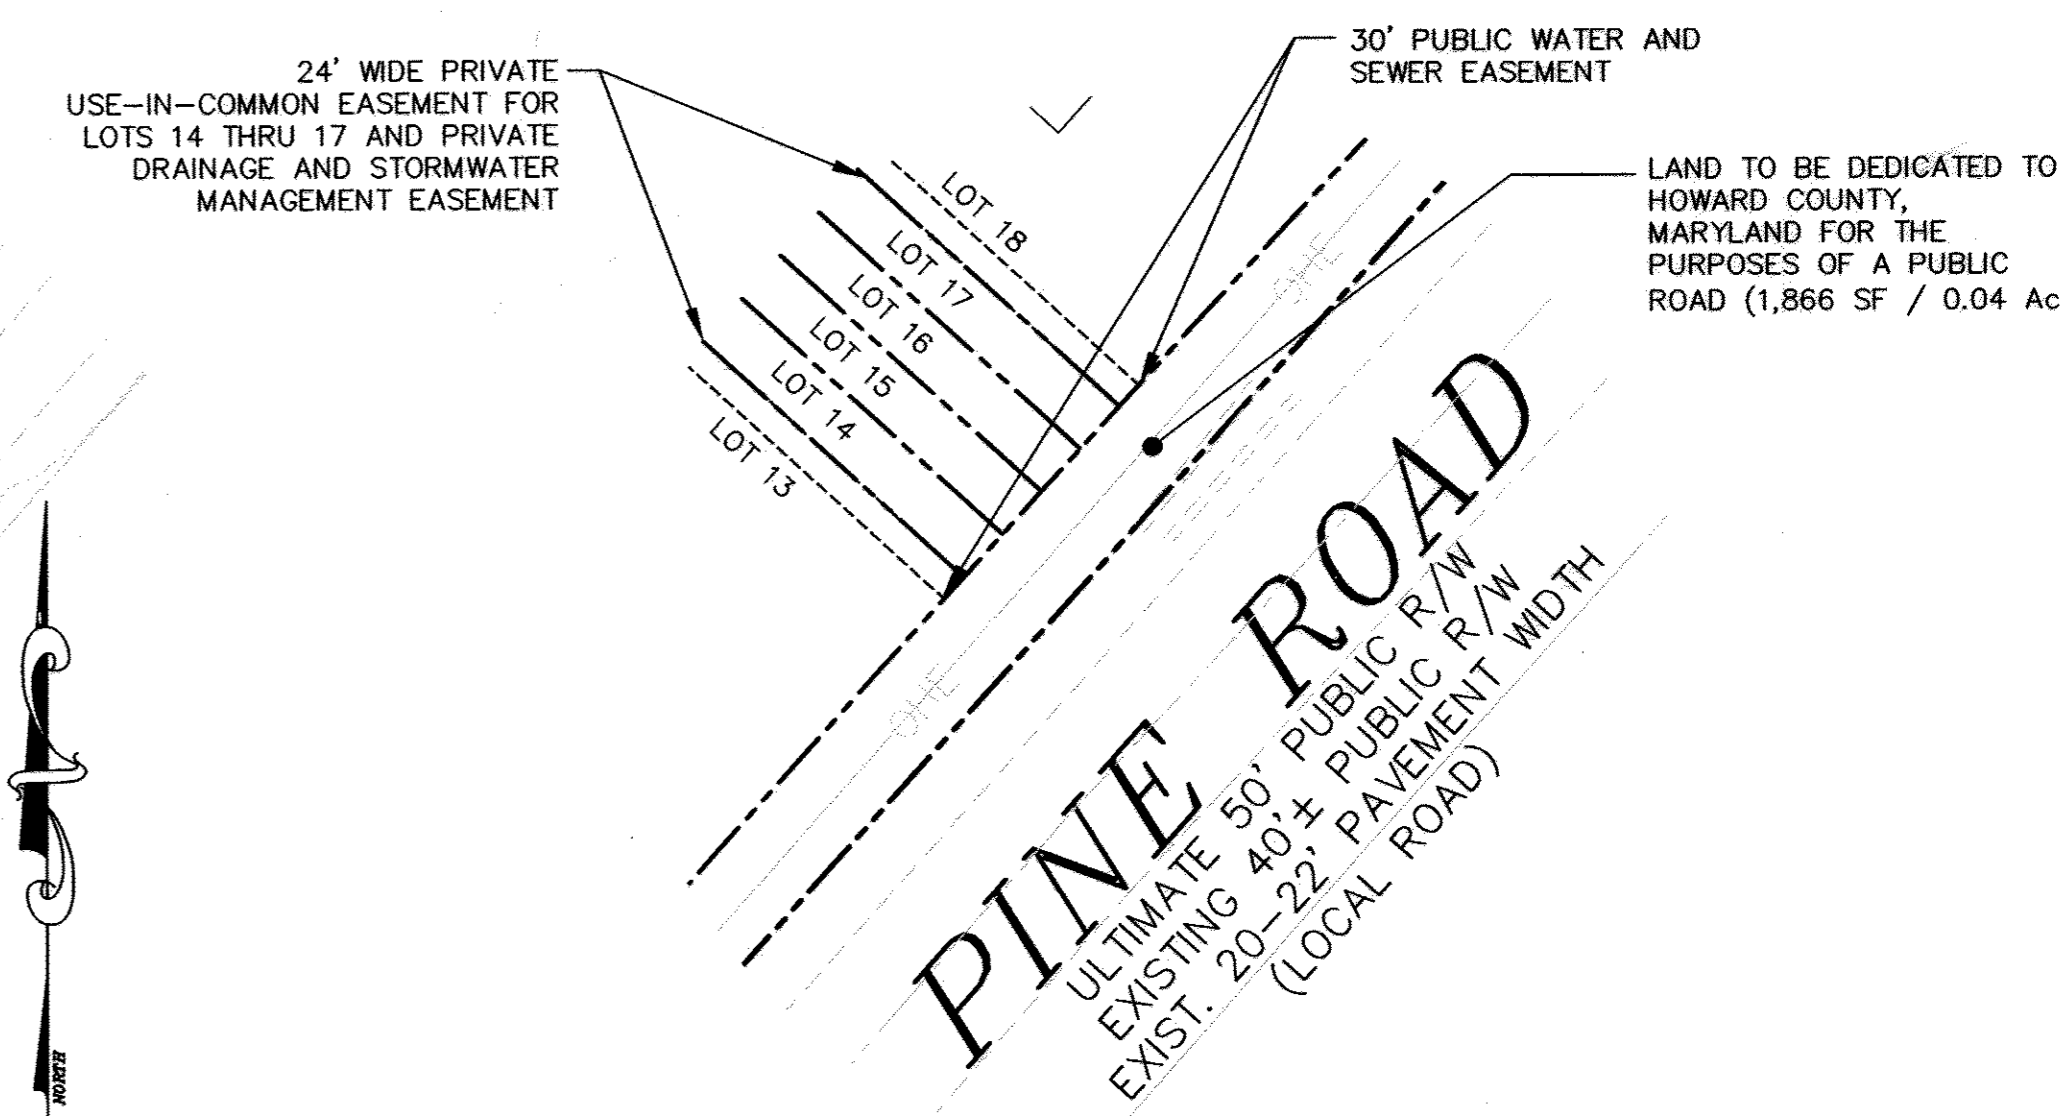 24' WIDE PRIVATE
USE-IN-COMMON EASEMENT FOR
LOTS 14 THRU 17 AND PRIVATE
DRAINAGE AND STORMWATER
MANAGEMENT EASEMENT
30' PUBLIC WATER AND
SEWER EASEMENT
LAND TO BE DEDICATED TO
HOWARD COUNTY,
MARYLAND FOR THE
PURPOSES OF A PUBLIC
ROAD (1,866 SF / 0.04 Ac
LOT 18
LOT 17
LOT 16
LOT 15
LOT 14
LOT 13
OHE
OHE
PINE ROAD
ULTIMATE 50' PUBLIC R/W
EXISTING 40'± PUBLIC R/W
EXIST. 20-22' PAVEMENT WIDTH
(LOCAL ROAD)
NORTH